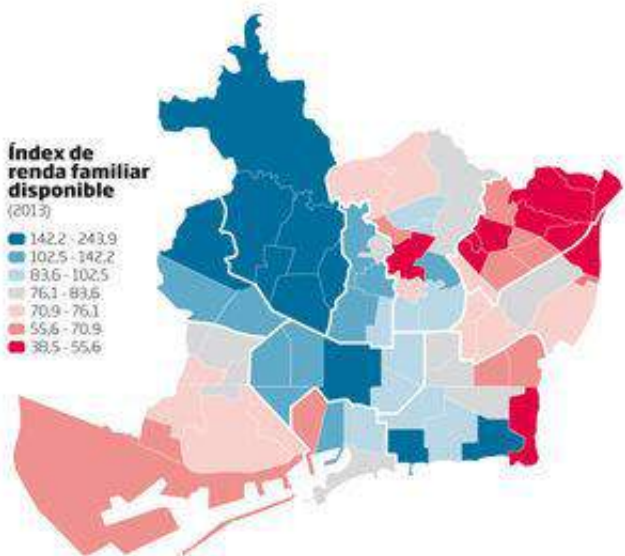 Índex de
renda familiar
disponible
(2013)
142,2 - 243,9
102,5 - 142,2
83,6 - 102,5
76,1 - 83,6
70,9 - 76,1
55,6 - 70,9
38,5 - 55,6